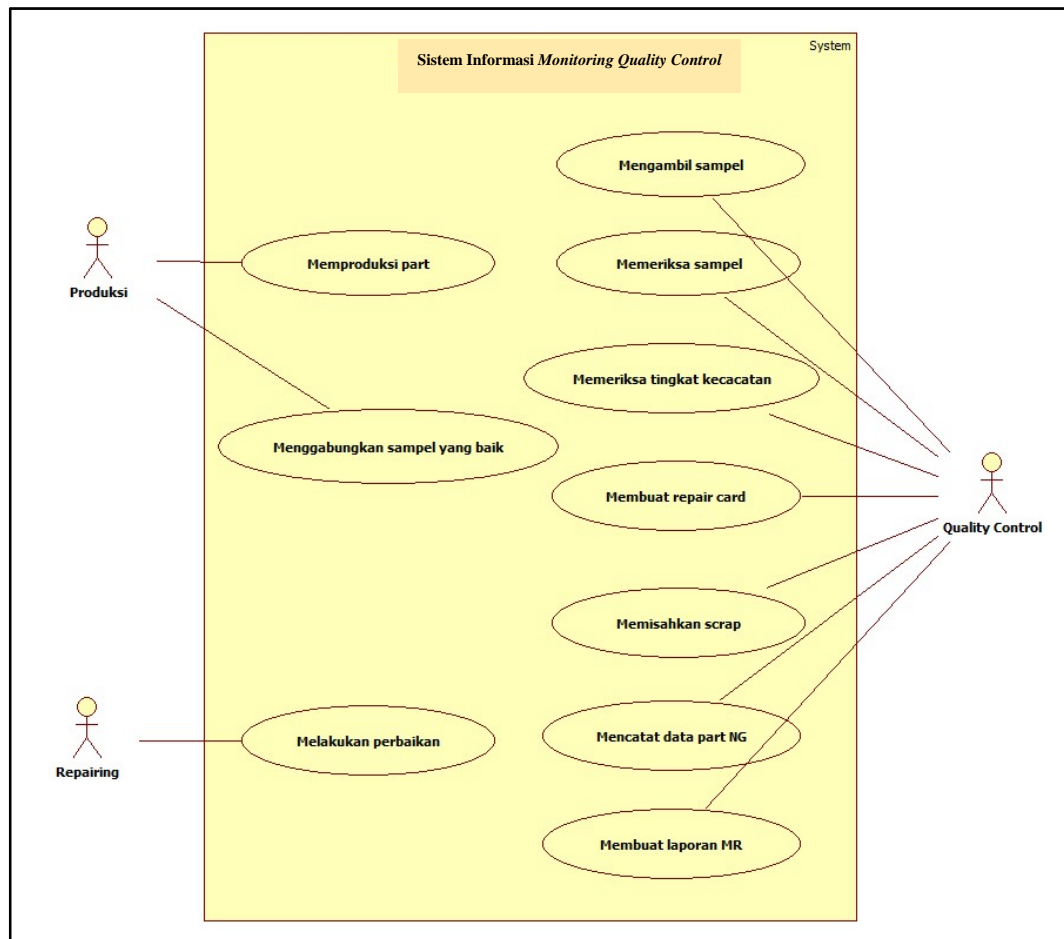 System
Sistem Informasi Monitoring Quality Control
Mengambil sampel
Memproduksi part
Memeriksa sampel
Produksi
Memeriksa tingkat kecacatan
Menggabungkan sampel yang baik
Membuat repair card
Quality Control
Memisahkan scrap
Melakukan perbaikan
Mencatat data part NG
Repairing
Membuat laporan MR